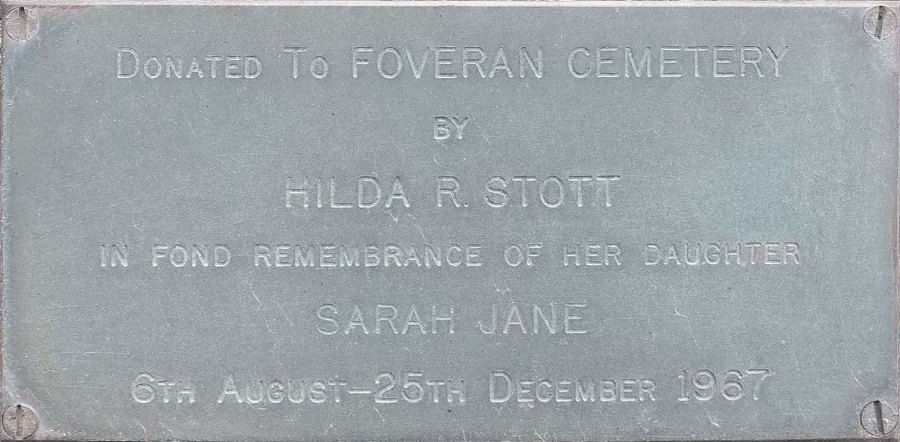 Donated To FOVERAN CEMETERY
BY
HILDA R. STOTT
IN FOND REMEMBRANCE OF HER DAUGHTER
SARAH JANE
6TH AUGUST—25TH DECEMBER 1967